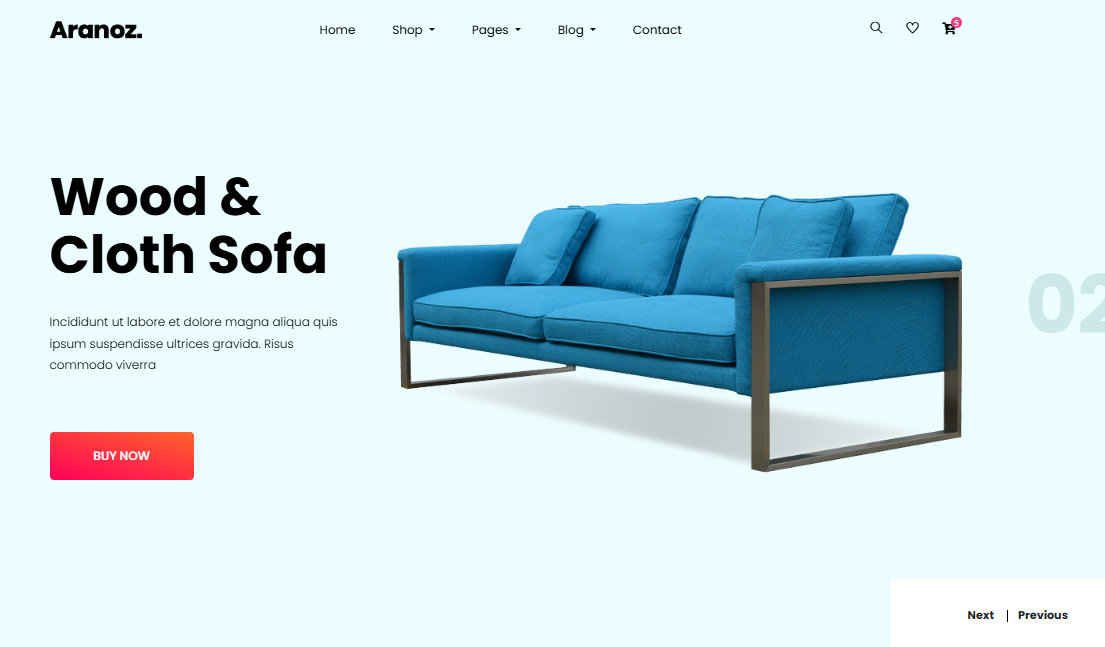 Aranoz.
Home Shop Pages Blog Contact
5
Wood &
Cloth Sofa
Incididunt ut labore et dolore magna aliqua quis
ipsum suspendisse ultrices gravida. Risus
commodo viverra
BUY NOW
02
Next | Previous